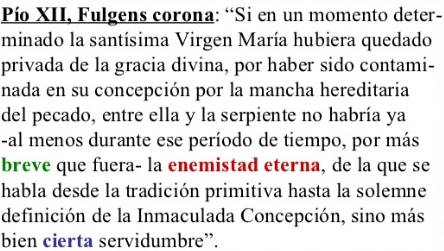 Pío XII, Fulgens corona: “Si en un momento deter-
minado la santísima Virgen María hubiera quedado
privada de la gracia divina, por haber sido contami-
nada en su concepción por la mancha hereditaria
del pecado, entre ella y la serpiente no habría ya
-al menos durante ese período de tiempo, por más
breve que fuera- la enemistad eterna, de la que se
habla desde la tradición primitiva hasta la solemne
definición de la Inmaculada Concepción, sino más
bien cierta servidumbre”.